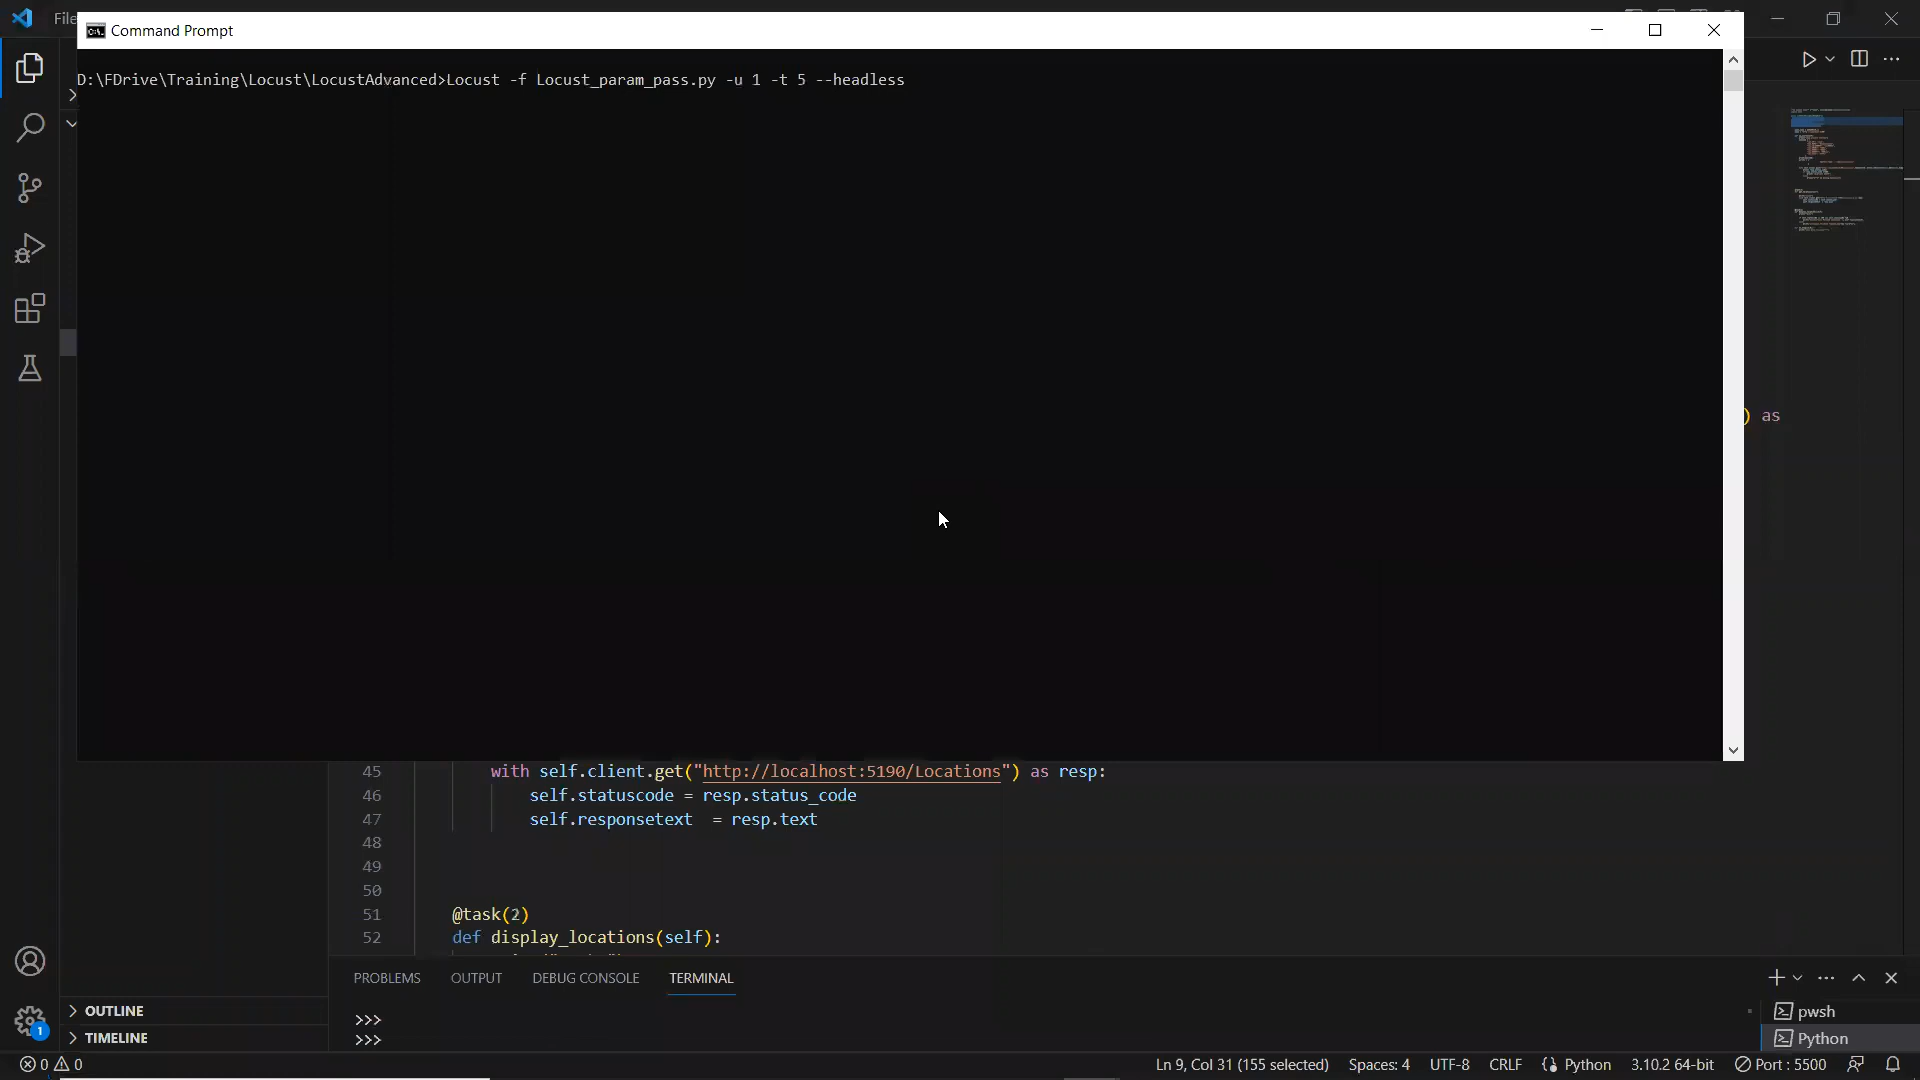 File
Command Prompt
D:\FDrive\Training\Locust\LocustAdvanced>Locust -f Locust_param_pass.py -u 1 -t 5 --headless
) as
45 with self.client.get("http://localhost:5190/Locations") as resp:
46 self.statuscode = resp.status_code
47 self.responsetext = resp.text
48
49
50
51 @task(2)
52 def display_locations(self):
PROBLEMS OUTPUT DEBUG CONSOLE TERMINAL
>>>
>>>
pwsh
Python
OUTLINE
TIMELINE
1
0 0 Ln 9, Col 31 (155 selected) Spaces: 4 UTF-8 CRLF Python 3.10.2 64-bit Port : 5500